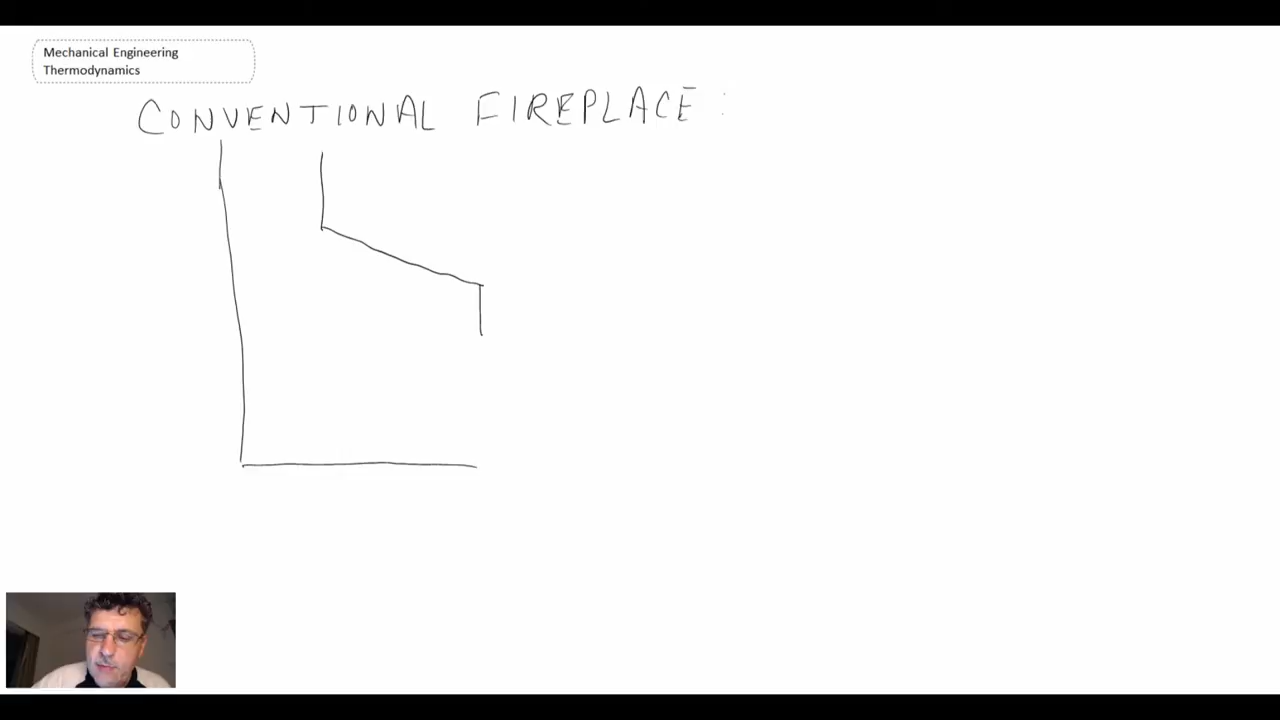 Mechanical Engineering
Thermodynamics
CONVENTIONAL FIREPLACE :